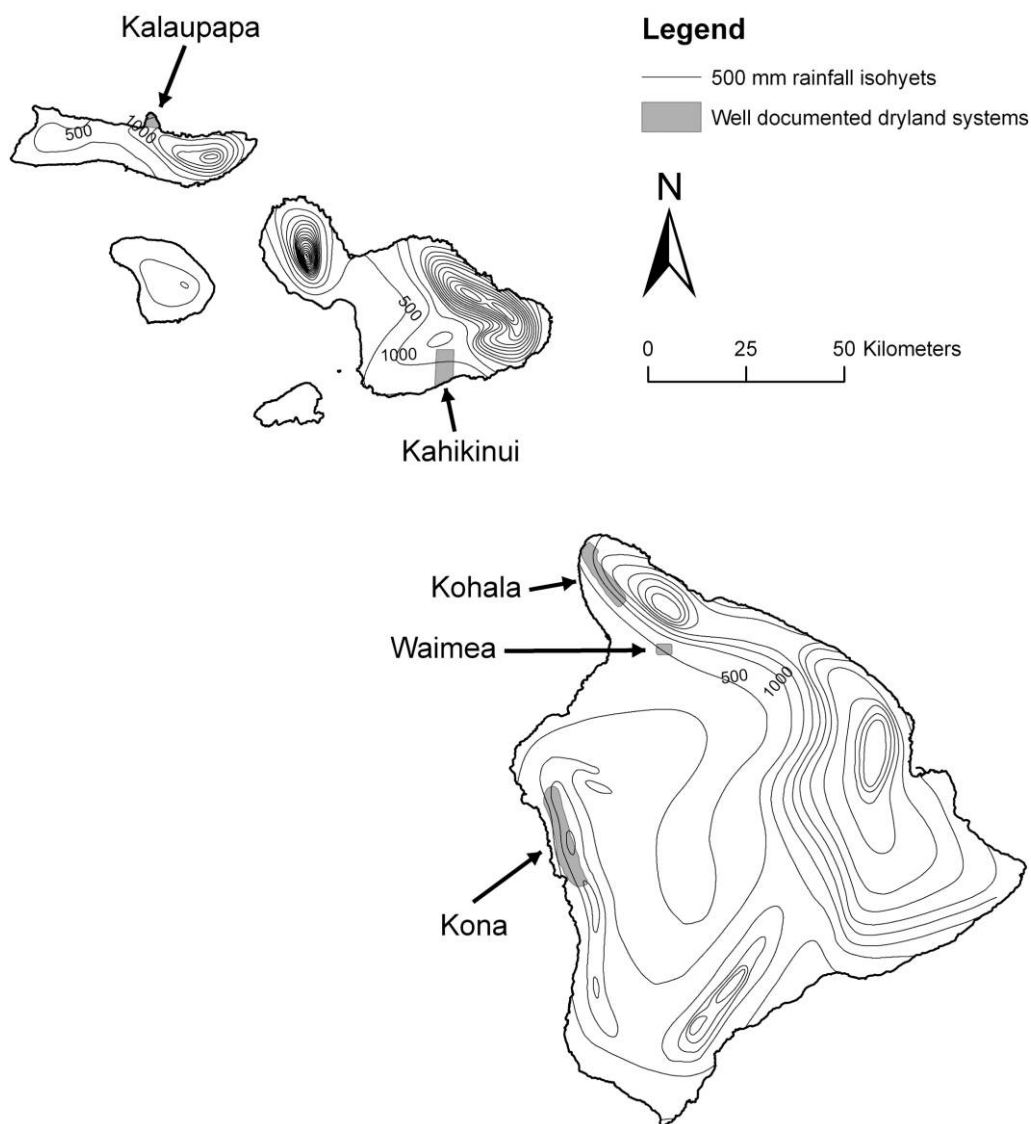 Kalaupapa
Legend
500 mm rainfall isohyets
Well documented dryland systems
500
1000
N
500
1000
0 25 50 Kilometers
Kahikinui
Kohala
Waimea
500
1000
Kona